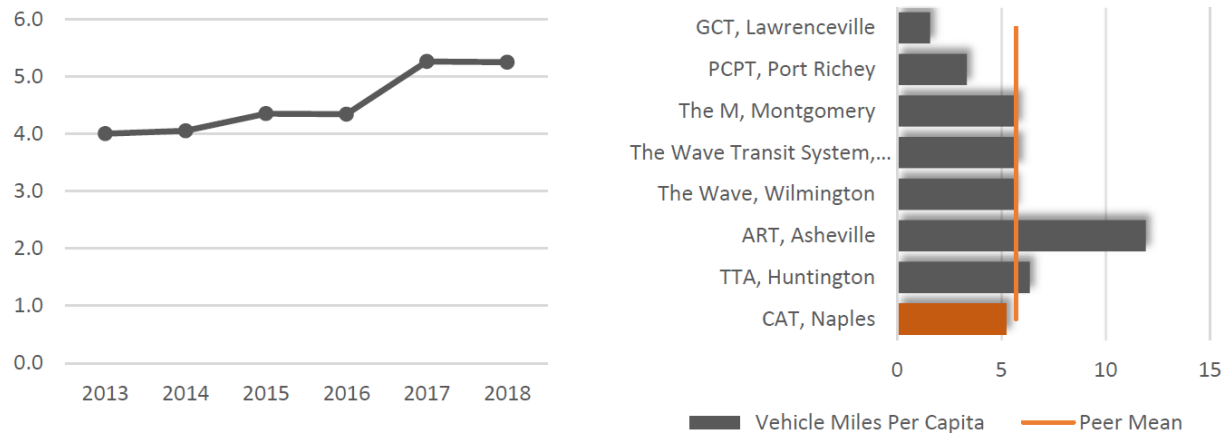 6.0
5.0
4.0
3.0
2.0
1.0
0.0
2013 2014 2015 2016 2017 2018
GCT, Lawrenceville
PCPT, Port Richey
The M, Montgomery
The Wave Transit System,...
The Wave, Wilmington
ART, Asheville
TTA, Huntington
CAT, Naples
0 5 10 15
Vehicle Miles Per Capita Peer Mean